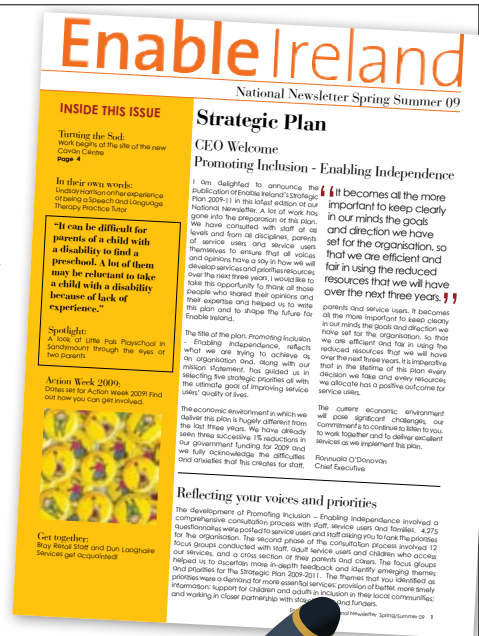 Enable Ireland
National Newsletter Spring Summer 09
INSIDE THIS ISSUE
Turning the Sod:
Work begins at the site of the new
Cavan Centre
page 4
In their own words:
Lindsay Harrison on her experience
of being a Speech and Language
Therapy Practice Tutor
"It can be difficult for
parents of a child with
a disability to find a
preschool. A lot of them
may be reluctant to take
a child with a disability
because of lack of
experience."
Spotlight:
A look at Little Pals Playschool in
Sandymount through the eyes of
two parents
Action Week 2009:
Dates set for Action Week 2009! Find
out how you can get involved.
Get together:
Bray Retail Staff and Dun Laoghaire
Services get acquainted!
Strategic Plan
CEO Welcome
Promoting Inclusion - Enabling Independence
I am delighted to announce the
publication of Enable Ireland's Strategic
Plan 2009-11 in this latest edition of our
National Newsletter. A lot of work has
gone into the preparation of this plan.
We have consulted with staff at all
levels and from all disciplines, parents
of service users and service users
themselves to ensure that all views
and opinions have a say in how we will
develop services and priorities resources
over the next three years. I would like to
take this opportunity to thank all those
people who shared their opinions and
their expertise and helped us to write
this plan and to shape the future for
Enable Ireland.
The title of the plan, Promoting Inclusion
- Enabling Independence, reflects
what we are trying to achieve as
an organisation and, along with our
mission statement, has guided us in
selecting five strategic priorities all with
the ultimate goal of improving service
users' quality of lives.
The economic environment in which we
deliver this plan is hugely different from
the last three years. We have already
seen three successive 1% reductions in
our government funding for 2009 and
we fully acknowledge the difficulties
and anxieties that this creates for staff,
"It becomes all the more
important to keep clearly
in our minds the goals
and direction we have
set for the organisation, so
that we are efficient and
fair in using the reduced
resources that we will have
over the next three years."
parents and service users. It becomes
all the more important to keep clearly
in our minds the goals and direction we
have set for the organisation, so that
we are efficient and fair in using the
reduced resources that we will have
over the next three years. It is imperative
that in the lifetime of this plan every
decision we take and every resources
we allocate has a positive outcome for
service users.
The current economic environment
will pose significant challenges, our
commitment is to continue to listen to you,
to work together and to deliver excellent
services as we implement this plan.
Fionnuala O'Donovan
Chief Executive
Reflecting your voices and priorities
The development of Promoting Inclusion – Enabling Independence involved a
comprehensive consultation process with staff, service users and families. 4,275
questionnaires were posted to service users and staff asking you to rank the priorities
for the organisation. The second phase of the consultation process involved 12
focus groups conducted with staff, adult service users and children who access
our services, and a cross section of their parents and carers. The focus groups
helped us to ascertain more in-depth feedback and identify emerging themes
and priorities for the Strategic Plan 2009-2011. The themes that you identified as
priorities were a demand for more essential services; provision of better, more timely
information; support for children and adults in inclusion in their local communities;
and working in closer partnership with and funders.
National Newsletter Spring/Summer 09 1